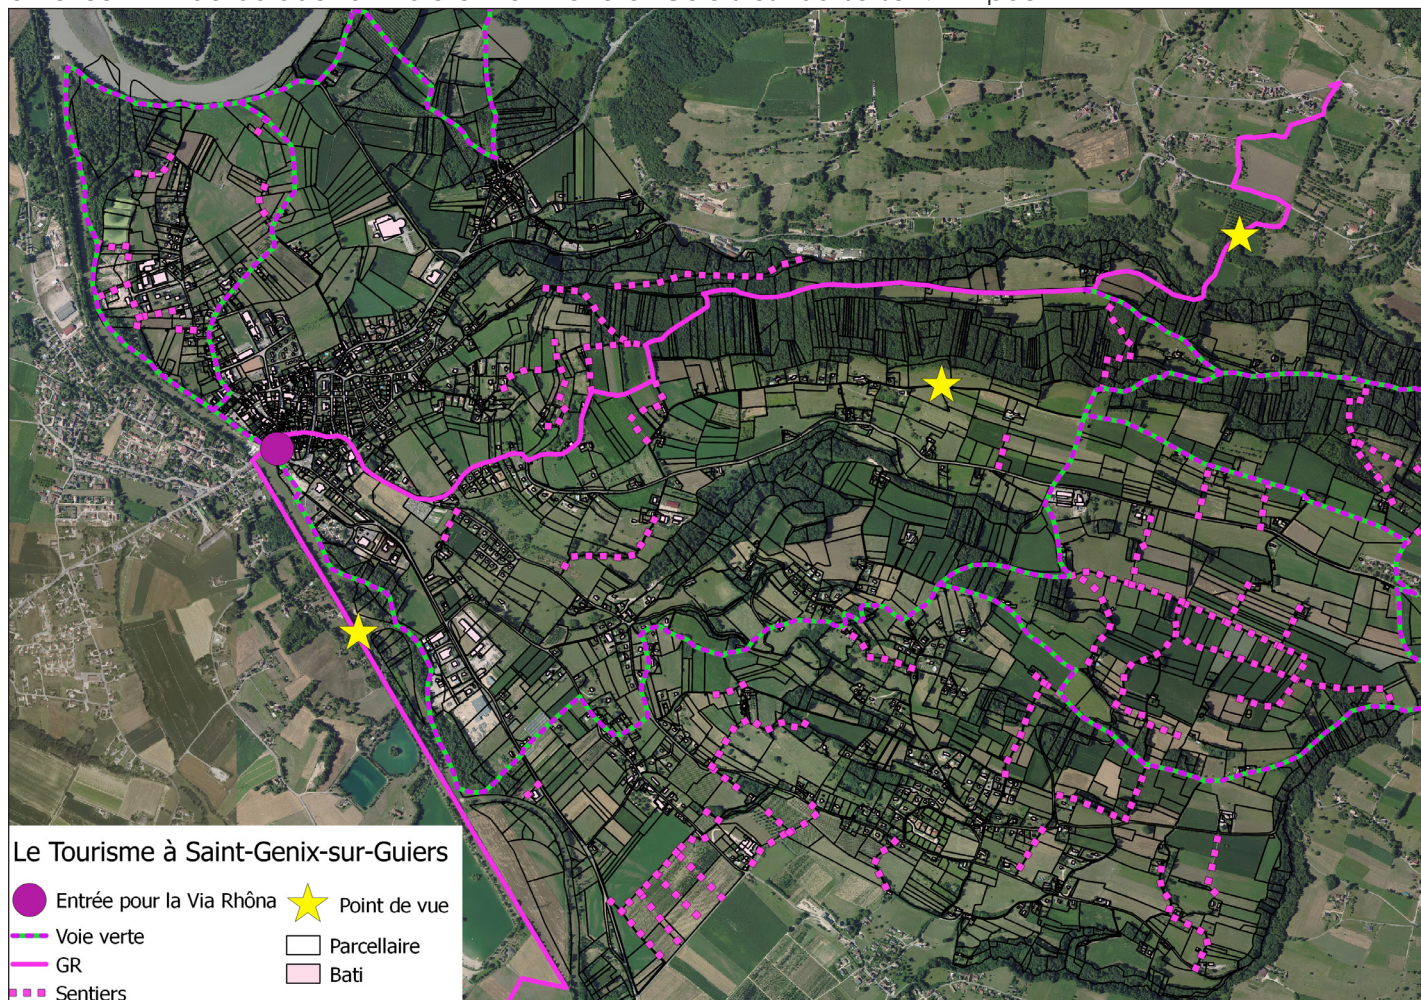 Le Tourisme à Saint-Genix-sur-Guiers
Entrée pour la Via Rhôna
Point de vue
Voie verte
Parcellaire
GR
Bati
Sentiers